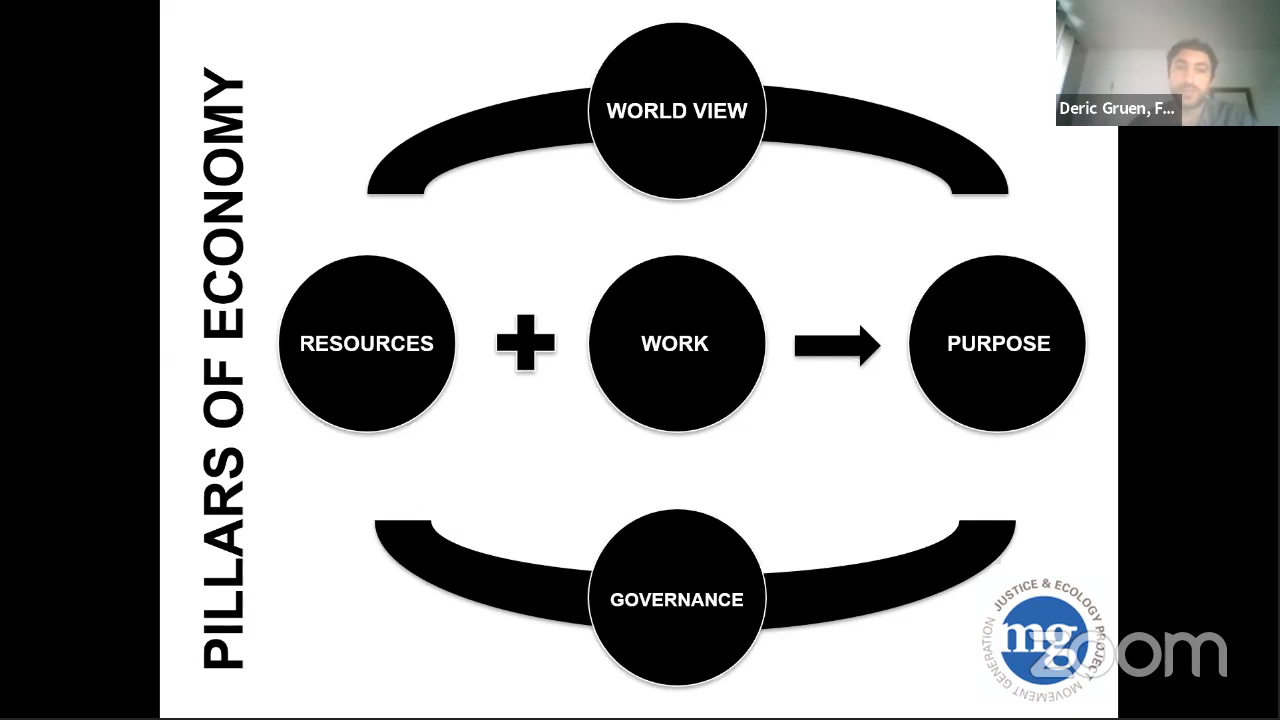 PILLARS OF ECONOMY
WORLD VIEW
Deric Gruen, F...
RESOURCES
WORK
PURPOSE
GOVERNANCE
JUSTICE & ECOLOGY PROJECT
mg
MOVEMENT GENERATION
zoom